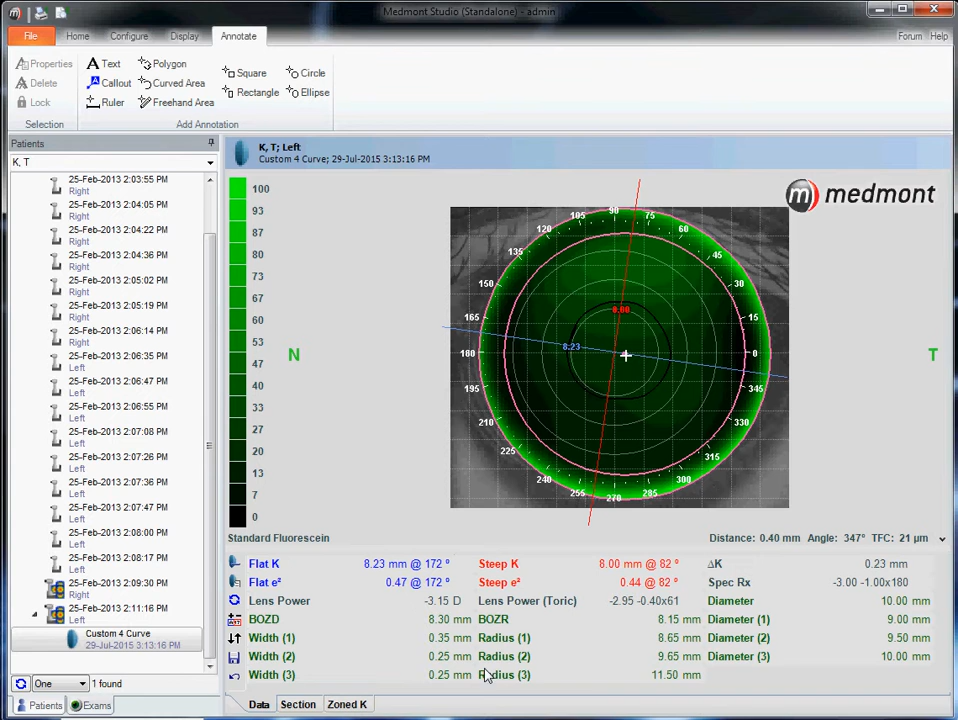 Medmont Studio (Standalone) - admin
File Home Configure Display Annotate Forum Help
Properties Text Polygon Square Circle
Delete Callout Curved Area
Lock Ruler Freehand Area Rectangle Ellipse
Selection Add Annotation
Patients
K, T
25-Feb-2013 2:03:55 PM
Right
25-Feb-2013 2:04:05 PM
Right
25-Feb-2013 2:04:22 PM
Right
25-Feb-2013 2:04:36 PM
Right
25-Feb-2013 2:05:02 PM
Right
25-Feb-2013 2:05:19 PM
Right
25-Feb-2013 2:06:14 PM
Right
25-Feb-2013 2:06:35 PM
Left
25-Feb-2013 2:06:47 PM
Left
25-Feb-2013 2:06:55 PM
Left
25-Feb-2013 2:07:08 PM
Left
25-Feb-2013 2:07:26 PM
Left
25-Feb-2013 2:07:36 PM
Left
25-Feb-2013 2:07:47 PM
Left
25-Feb-2013 2:08:00 PM
Left
25-Feb-2013 2:08:17 PM
Left
25-Feb-2013 2:09:30 PM
Right
25-Feb-2013 2:11:16 PM
Left
Custom 4 Curve
29-Jul-2015 3:13:16 PM
One 1 found
Patients Exams
K, T; Left
Custom 4 Curve; 29-Jul-2015 3:13:16 PM
m medmont
100
93
87
80
73
67
60
53
47
40
33
27
20
13
7
0
N
T
90
75
60
45
30
15
0
345
330
315
300
285
270
255
240
225
210
195
180
165
150
135
120
105
0.00
8.23
Standard Fluorescein Distance: 0.40 mm Angle: 347° TFC: 21 µm
Flat K 8.23 mm @ 172 º Steep K 8.00 mm @ 82 º ΔK 0.23 mm
Flat e² 0.47 @ 172 º Steep e² 0.44 @ 82 º Spec Rx -3.00 -1.00x180
Lens Power -3.15 D Lens Power (Toric) -2.95 -0.40x61 Diameter 10.00 mm
BOZD 8.30 mm BOZR 8.15 mm Diameter (1) 9.00 mm
Width (1) 0.35 mm Radius (1) 8.65 mm Diameter (2) 9.50 mm
Width (2) 0.25 mm Radius (2) 9.65 mm Diameter (3) 10.00 mm
Width (3) 0.25 mm Radius (3) 11.50 mm
Data Section Zoned K